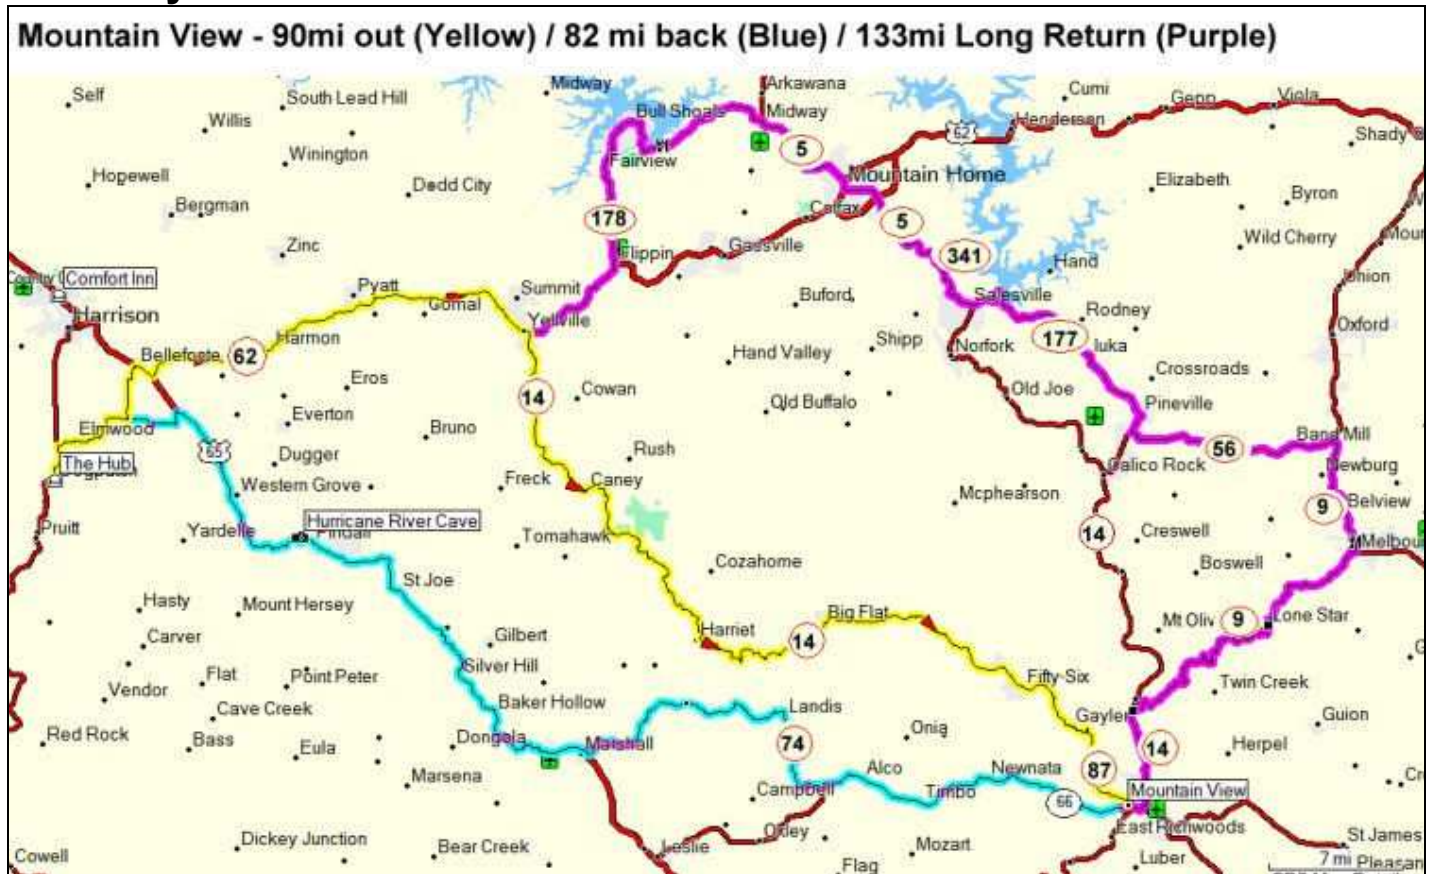 Mountain View - 90mi out (Yellow) / 82 mi back (Blue) / 133mi Long Return (Purple)
Self
South Lead Hill
Midway
Arkawana
Cumi
Gepp
Viola
Willis
Bull Shoals
Midway
Henderson
62
Shady
Winington
Fairview
5
Mountain Home
Hopewell
Dodd City
Elizabeth
Byron
Bergman
178
Cotfax
5
Zinc
Flippin
Gassville
341
Wild Cherry
Mour
Hand
Comfort Inn
Union
Pyatt
Summit
Buford
Salesville
Harrison
Gomal
Yellville
Rodney
Oxford
Harmon
Shipp
177
Iuka
Bellefonte
62
Hand Valley
Norfork
Crossroads
Eros
Cowan
Old Joe
14
Old Buffalo
Pineville
Everton
Elmwood
Bruno
Band Mill
65
Rush
56
Dugger
The Hub
Calico Rock
Newburg
Western Grove
Freck
Caney
Mcphearson
Belview
9
Hurricane River Cave
Pruitt
Yardelle
Pindall
Tomahawk
14
Creswell
Melbou
Cozahome
Boswell
St Joe
Hasty
Mount Hersey
Big Flat
Carver
Gilbert
Harriet
14
Mt Oliv
9
Lone Star
Flat
Point Peter
Silver Hill
Fifty-Six
Twin Creek
Vendor
Cave Creek
Baker Hollow
Landis
Gayler
Guion
Red Rock
Bass
Eula
Dongola
Marshall
74
Onia
14
Herpel
Marsena
Alco
Newnata
87
Campbell
Timbo
66
Mountain View
East Richwoods
Dickey Junction
Oxley
St James
Cowell
Bear Creek
Leslie
Mozart
Luber
Flag
7 mi
Pleasan